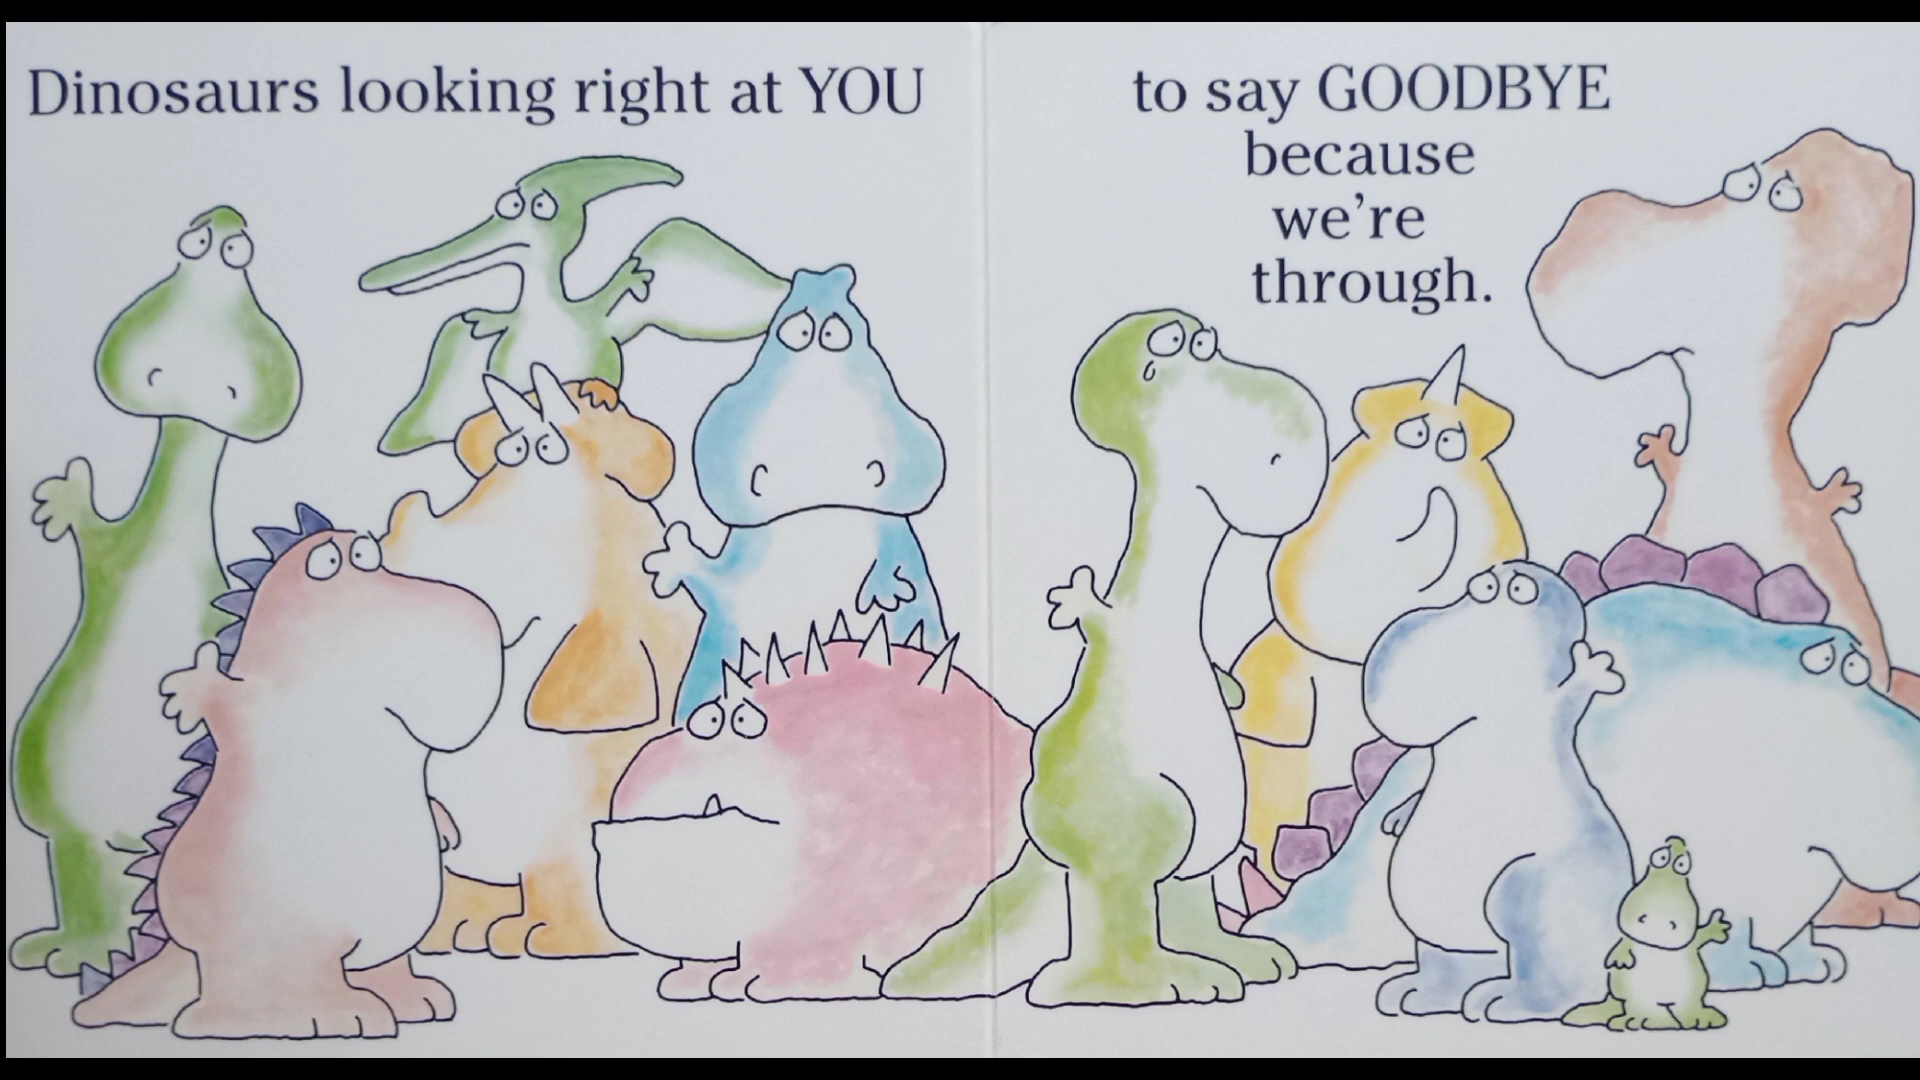 Dinosaurs looking right at YOU
to say GOODBYE
because
we're
through.